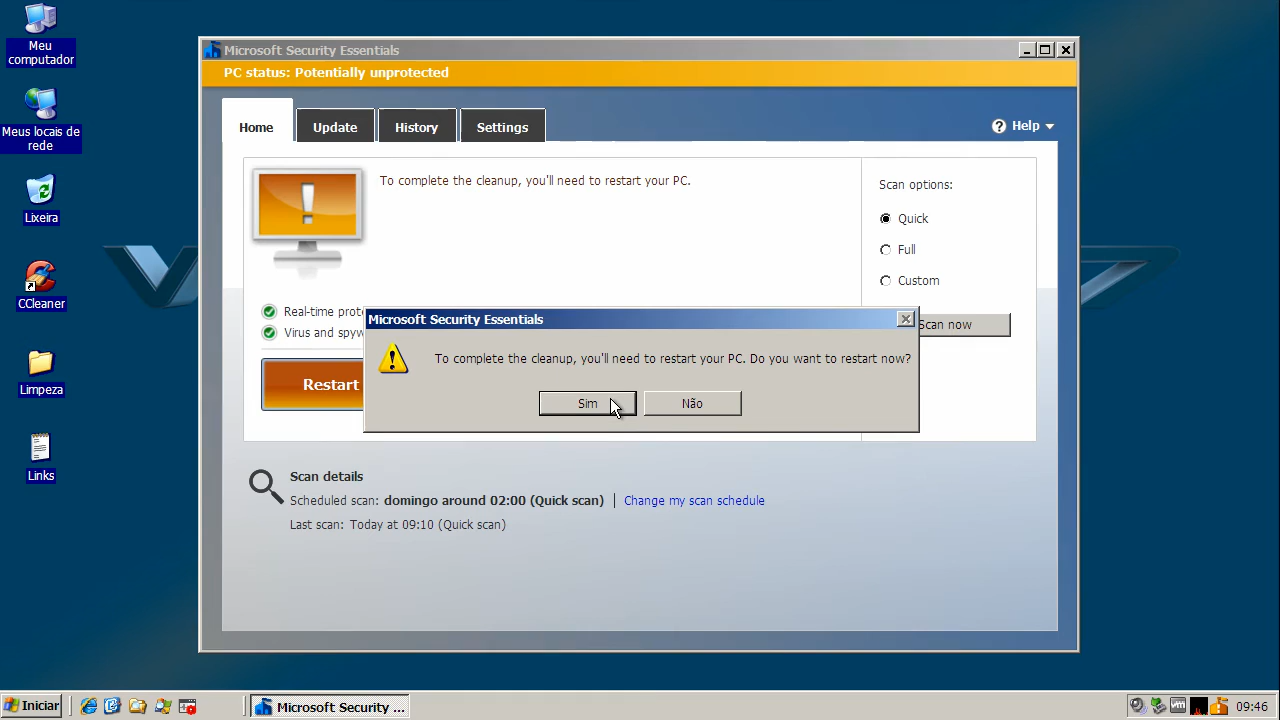 Meu
computador
Meus locais de
rede
Lixeira
CCleaner
Limpeza
Links
Microsoft Security Essentials
PC status: Potentially unprotected
Home
Update
History
Settings
? Help
To complete the cleanup, you'll need to restart your PC.
Scan options:
Quick
Full
Custom
Scan now
Real-time prot
Virus and spyw
Restart
Microsoft Security Essentials
To complete the cleanup, you'll need to restart your PC. Do you want to restart now?
Sim
Não
Scan details
Scheduled scan: domingo around 02:00 (Quick scan) | Change my scan schedule
Last scan: Today at 09:10 (Quick scan)
Iniciar
Microsoft Security ...
vm
09:46